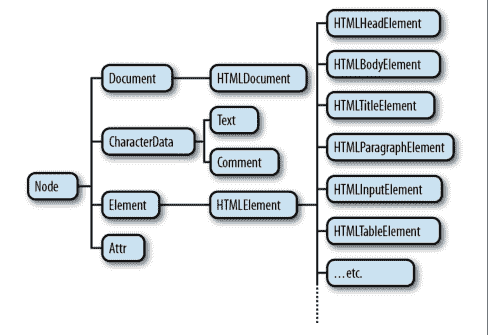 HTMLHeadElement
Document
HTMLDocument
HTMLBodyElement
HTMLTitleElement
Text
CharacterData
Comment
HTMLParagraphElement
Node
Element
HTMLElement
HTMLInputElement
HTMLTableElement
Attr
...etc.